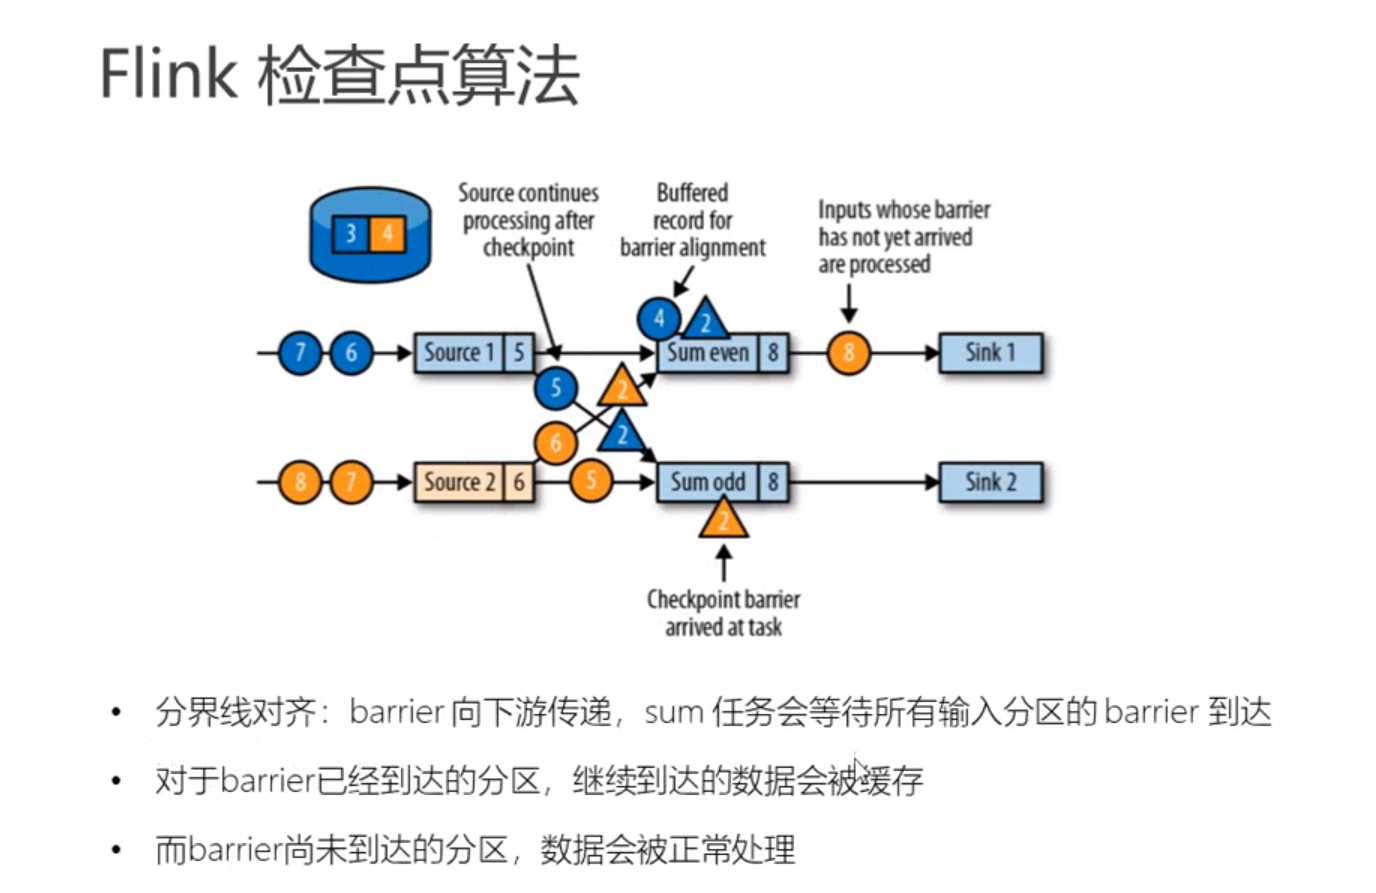 Flink 检查点算法
Source continues
processing after
checkpoint
Buffered
record for
barrier alignment
Inputs whose barrier
has not yet arrived
are processed
3 4
4 2
7 6 Source 1 5 Sum even 8 8 Sink 1
5 2
6 2
8 7 Source 2 6 5 Sum odd 8 Sink 2
2
Checkpoint barrier
arrived at task
• 分界线对齐：barrier 向下游传递，sum 任务会等待所有输入分区的 barrier 到达
• 对于barrier已经到达的分区，继续到达的数据会被缓存
• 而barrier尚未到达的分区，数据会被正常处理